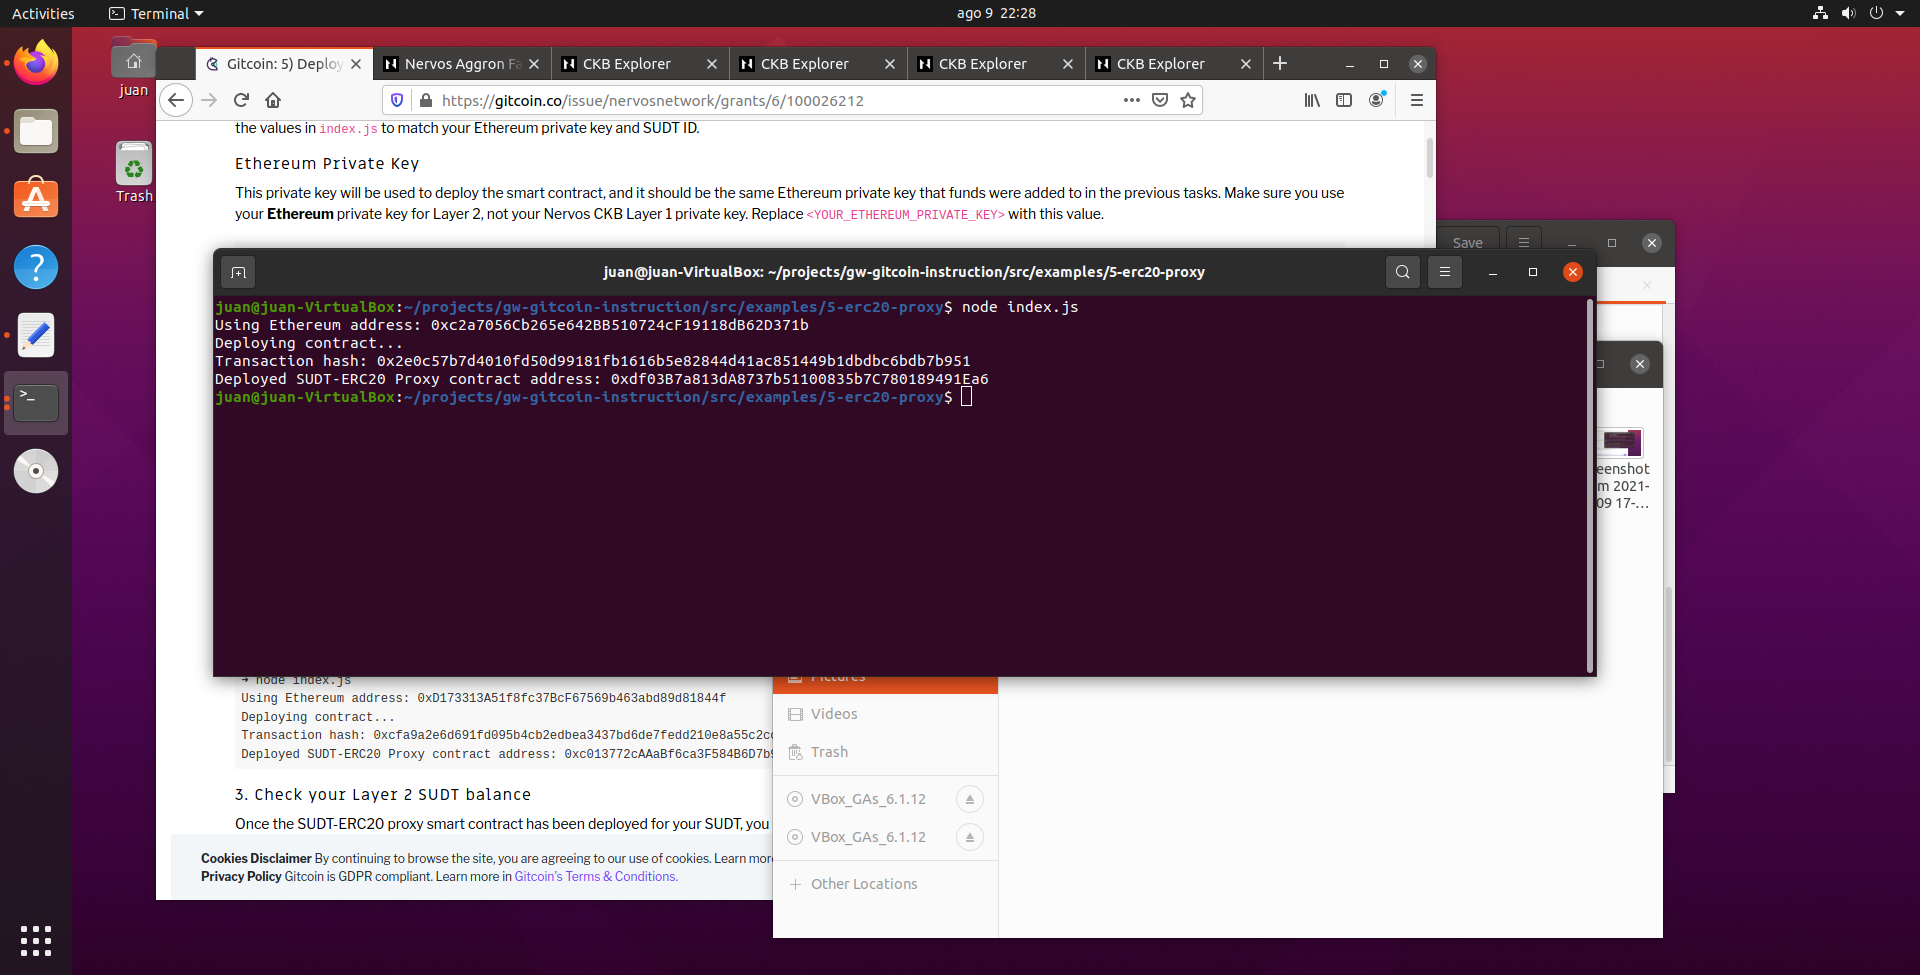 Activities
Terminal
ago 9 22:28
juan
Trash
Gitcoin: 5) Deploy
Nervos Aggron Fa
CKB Explorer
CKB Explorer
CKB Explorer
CKB Explorer
https://gitcoin.co/issue/nervosnetwork/grants/6/100026212
the values in index.js to match your Ethereum private key and SUDT ID.
Ethereum Private Key
This private key will be used to deploy the smart contract, and it should be the same Ethereum private key that funds were added to in the previous tasks. Make sure you use
your Ethereum private key for Layer 2, not your Nervos CKB Layer 1 private key. Replace <YOUR_ETHEREUM_PRIVATE_KEY> with this value.
Save
juan@juan-VirtualBox: ~/projects/gw-gitcoin-instruction/src/examples/5-erc20-proxy
juan@juan-VirtualBox:~/projects/gw-gitcoin-instruction/src/examples/5-erc20-proxy$ node index.js
Using Ethereum address: 0xc2a7056Cb265e642BB510724cF19118dB62D371b
Deploying contract...
Transaction hash: 0x2e0c57b7d4010fd50d99181fb1616b5e82844d41ac851449b1dbdbc6bdb7b951
Deployed SUDT-ERC20 Proxy contract address: 0xdf03B7a813dA8737b51100835b7C780189491Ea6
juan@juan-VirtualBox:~/projects/gw-gitcoin-instruction/src/examples/5-erc20-proxy$
eenshot
m 2021-
09 17-...
➜ node index.js
Using Ethereum address: 0xD173313A51f8fc37BcF67569b463abd89d81844f
Deploying contract...
Transaction hash: 0xcfa9a2e6d691fd095b4cb2edbea3437bd6de7fedd210e8a55c2cc
Deployed SUDT-ERC20 Proxy contract address: 0xc013772cAAaBf6ca3F584B6D7b9
3. Check your Layer 2 SUDT balance
Once the SUDT-ERC20 proxy smart contract has been deployed for your SUDT, you
Cookies Disclaimer By continuing to browse the site, you are agreeing to our use of cookies. Learn more
Privacy Policy Gitcoin is GDPR compliant. Learn more in Gitcoin's Terms & Conditions.
Pictures
Videos
Trash
VBox_GAs_6.1.12
VBox_GAs_6.1.12
Other Locations